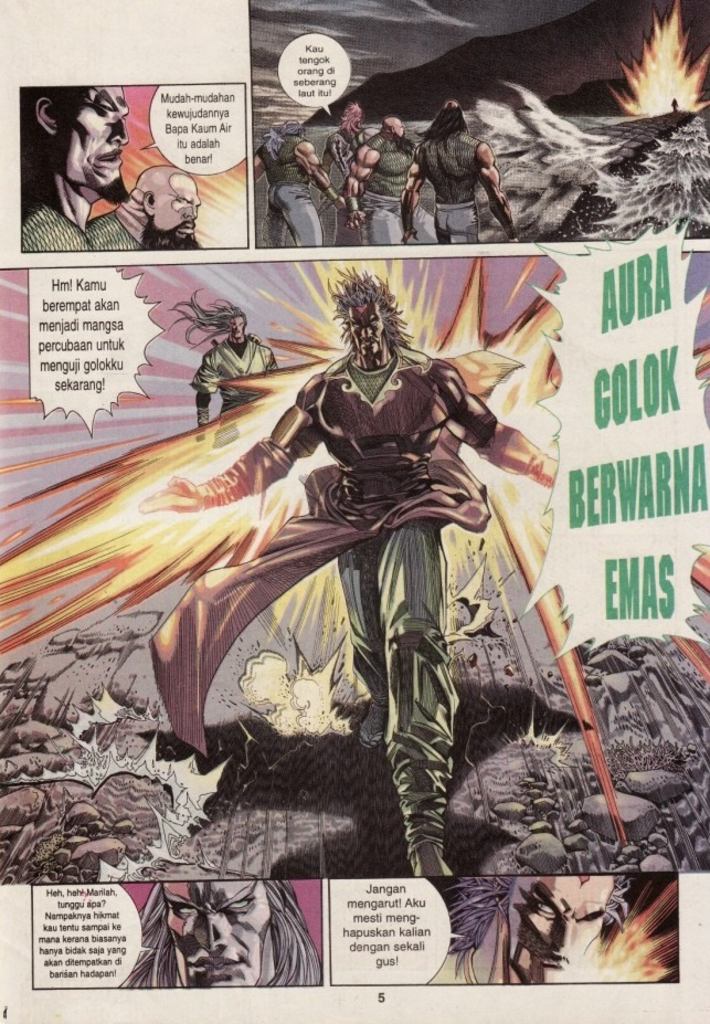 Mudah-mudahan
kewujudannya
Bapa Kaum Air
itu adalah
benar!
Kau
tengok
orang di
seberang
laut itu!
Hm! Kamu
berempat akan
menjadi mangsa
percubaan untuk
menguji golokku
sekarang!
AURA
GOLOK
BERWARNA
EMAS
Heh, heh! Marilah,
tunggu apa?
Nampaknya hikmat
kau tentu sampai ke
mana kerana biasanya
hanya bidak saja yang
akan ditempatkan di
barisan hadapan!
Jangan
mengarut! Aku
mesti meng-
hapuskan kalian
dengan sekali
gus!
5